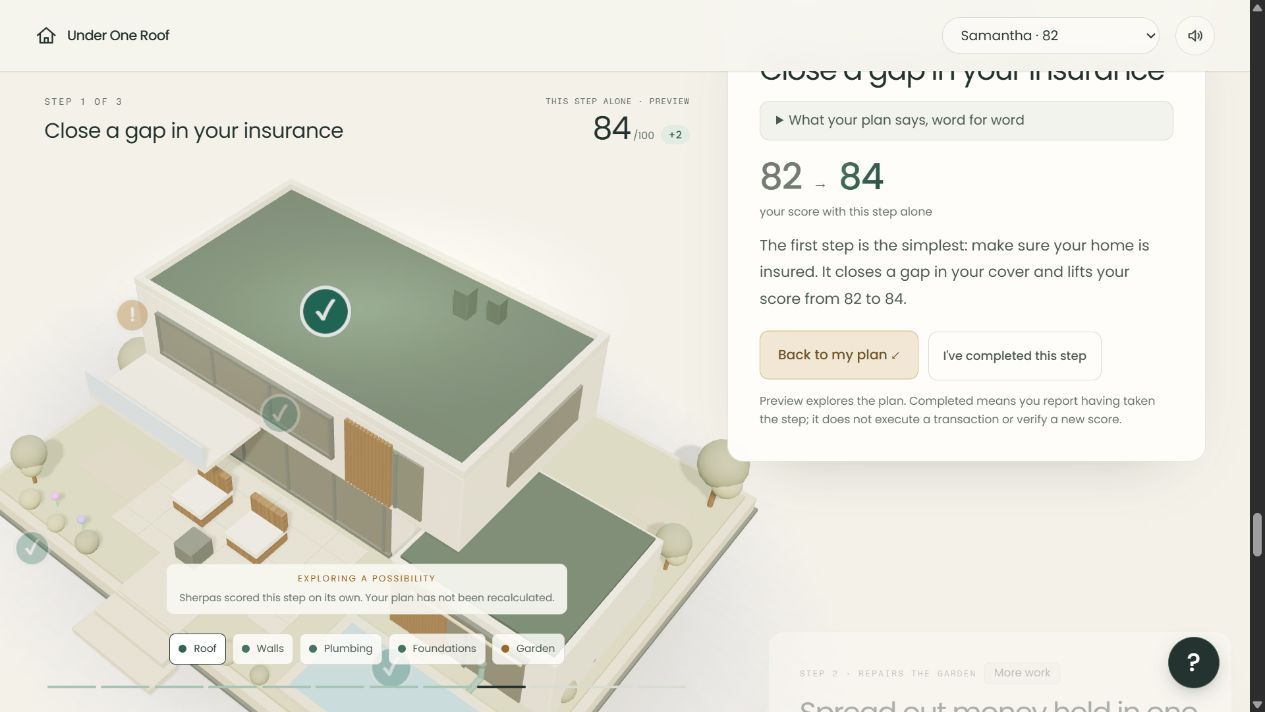 Under One Roof
Samantha · 82
STEP 1 OF 3
Close a gap in your insurance
THIS STEP ALONE · PREVIEW
84/100 +2
Close a gap in your insurance
▶ What your plan says, word for word
82 → 84
your score with this step alone
The first step is the simplest: make sure your home is
insured. It closes a gap in your cover and lifts your
score from 82 to 84.
Back to my plan ✓
I've completed this step
Preview explores the plan. Completed means you report having taken
the step; it does not execute a transaction or verify a new score.
EXPLORING A POSSIBILITY
Sherpas scored this step on its own. Your plan has not been recalculated.
Roof
Walls
Plumbing
Foundations
Garden
STEP 2 · REPAIRS THE GARDEN
More work
Spread out money held in one
?